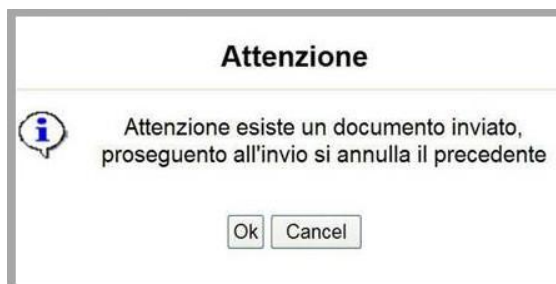 Attenzione
Attenzione esiste un documento inviato,
proseguento all'invio si annulla il precedente
Ok Cancel